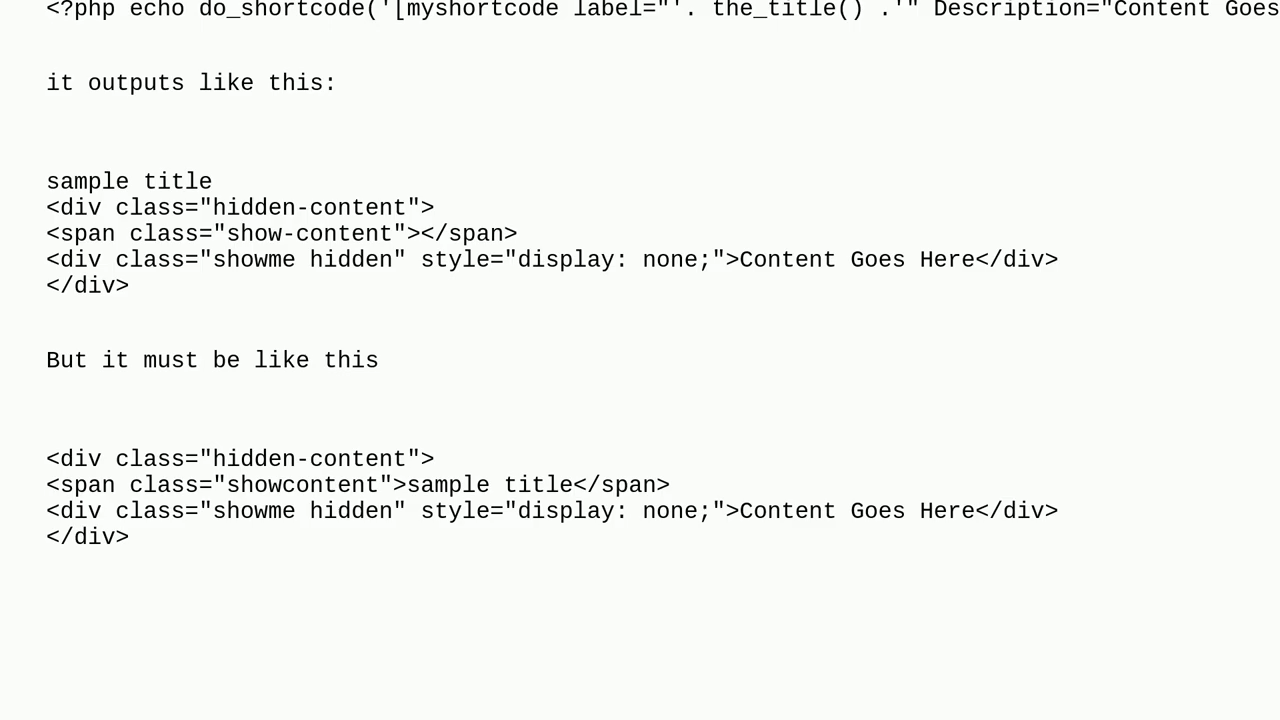 <?php echo do_shortcode('[myshortcode label="'. the_title() .'" Description="Content Goes
it outputs like this:
sample title
<div class="hidden-content">
<span class="show-content"></span>
<div class="showme hidden" style="display: none;">Content Goes Here</div>
</div>
But it must be like this
<div class="hidden-content">
<span class="showcontent">sample title</span>
<div class="showme hidden" style="display: none;">Content Goes Here</div>
</div>